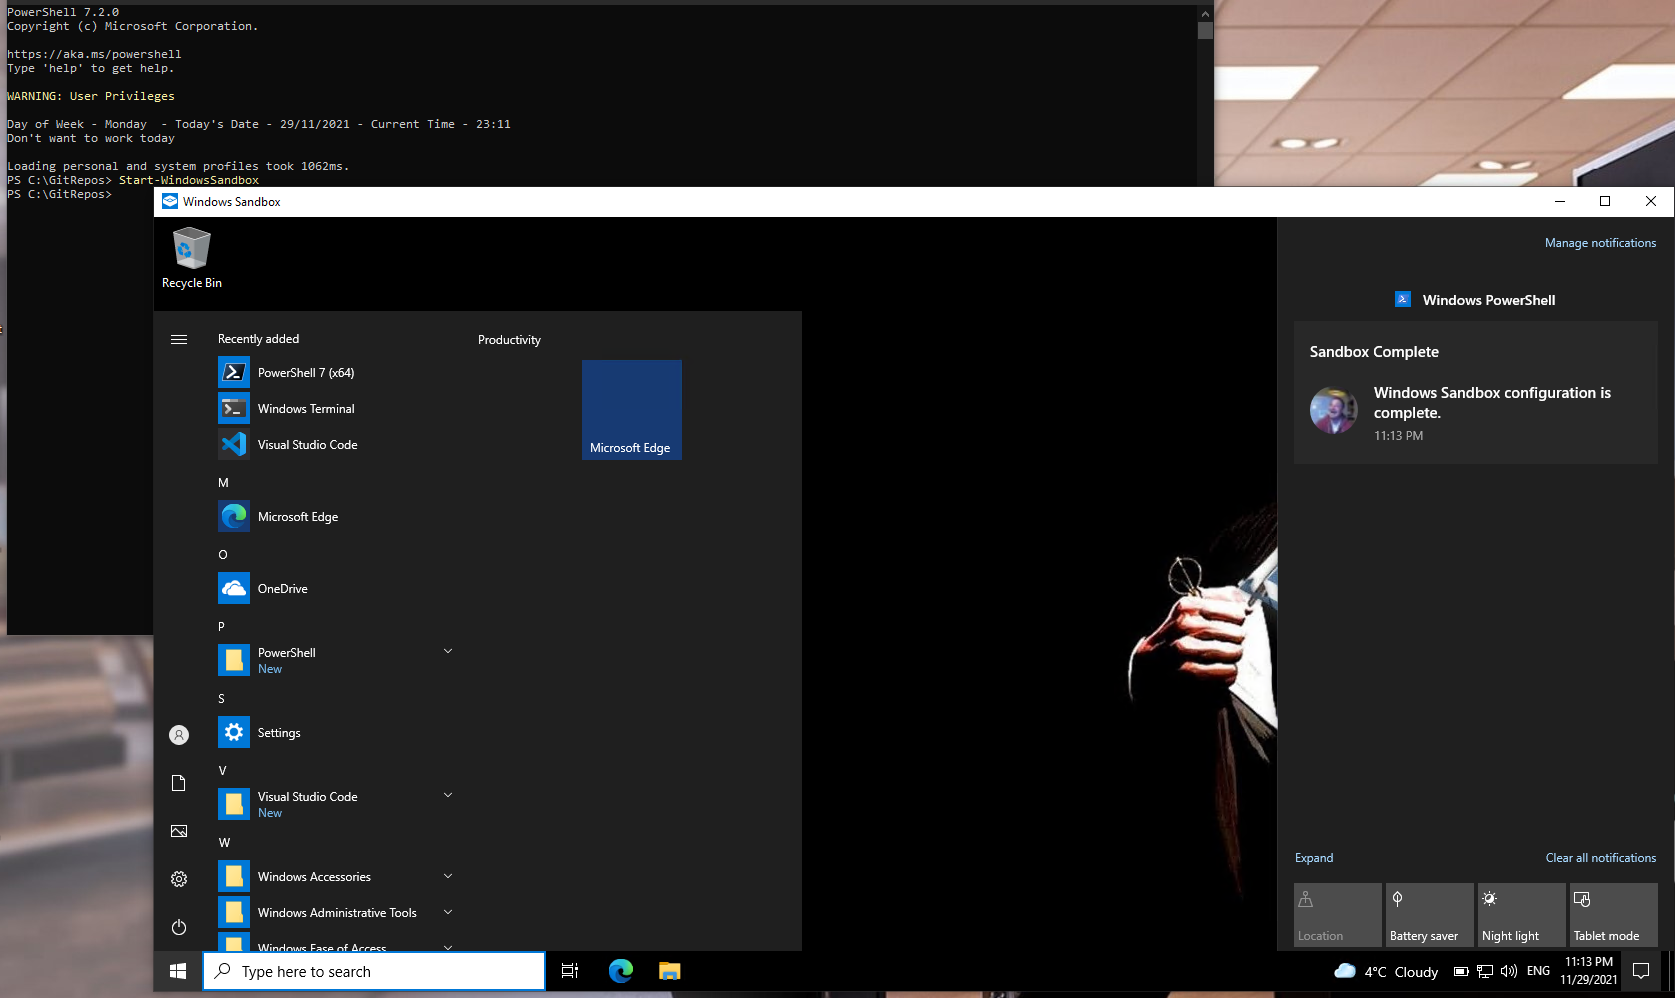 PowerShell 7.2.0
Copyright (c) Microsoft Corporation.
https://aka.ms/powershell
Type 'help' to get help.
WARNING: User Privileges
Day of Week - Monday  - Today's Date - 29/11/2021 - Current Time - 23:11
Don't want to work today
Loading personal and system profiles took 1062ms.
PS C:\GitRepos> Start-WindowsSandbox
PS C:\GitRepos>
Windows Sandbox
Recycle Bin
Recently added
PowerShell 7 (x64)
Windows Terminal
Visual Studio Code
M
Microsoft Edge
O
OneDrive
P
PowerShell
New
S
Settings
V
Visual Studio Code
New
W
Windows Accessories
Windows Administrative Tools
Windows Ease of Access
Productivity
Microsoft Edge
Manage notifications
Windows PowerShell
Sandbox Complete
Windows Sandbox configuration is
complete.
11:13 PM
Expand
Clear all notifications
Location
Battery saver
Night light
Tablet mode
Type here to search
4°C Cloudy
ENG
11:13 PM
11/29/2021